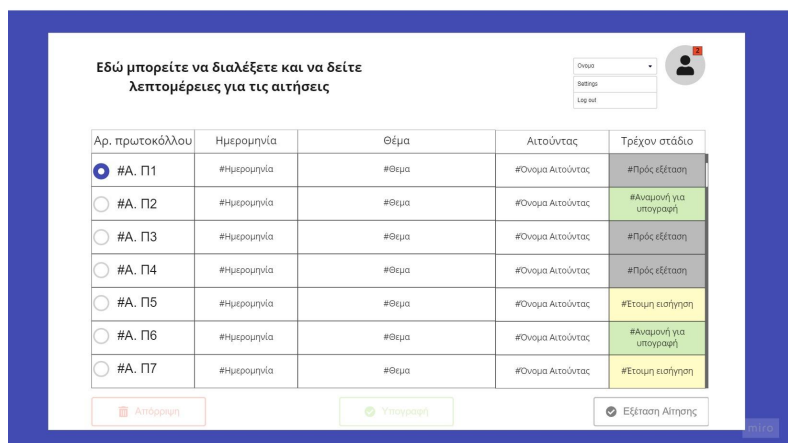 Εδώ μπορείτε να διαλέξετε και να δείτε
λεπτομέρειες για τις αιτήσεις
2
Ονομα
Settings
Log out
Αρ. πρωτοκόλλου Ημερομηνία Θέμα Αιτούντας Τρέχον στάδιο
#Α. Π1 #Ημερομηνία #Θεμα #Όνομα Αιτούντας #Πρός εξέταση
#Α. Π2 #Ημερομηνία #Θεμα #Όνομα Αιτούντας #Αναμονή για
υπογραφή
#Α. Π3 #Ημερομηνία #Θεμα #Όνομα Αιτούντας #Πρός εξέταση
#Α. Π4 #Ημερομηνία #Θεμα #Όνομα Αιτούντας #Πρός εξέταση
#Α. Π5 #Ημερομηνία #Θεμα #Όνομα Αιτούντας #Έτοιμη εισήγηση
#Α. Π6 #Ημερομηνία #Θεμα #Όνομα Αιτούντας #Αναμονή για
υπογραφή
#Α. Π7 #Ημερομηνία #Θεμα #Όνομα Αιτούντας #Έτοιμη εισήγηση
Απόρριψη Υπογραφή Εξέταση Αίτησης
miro